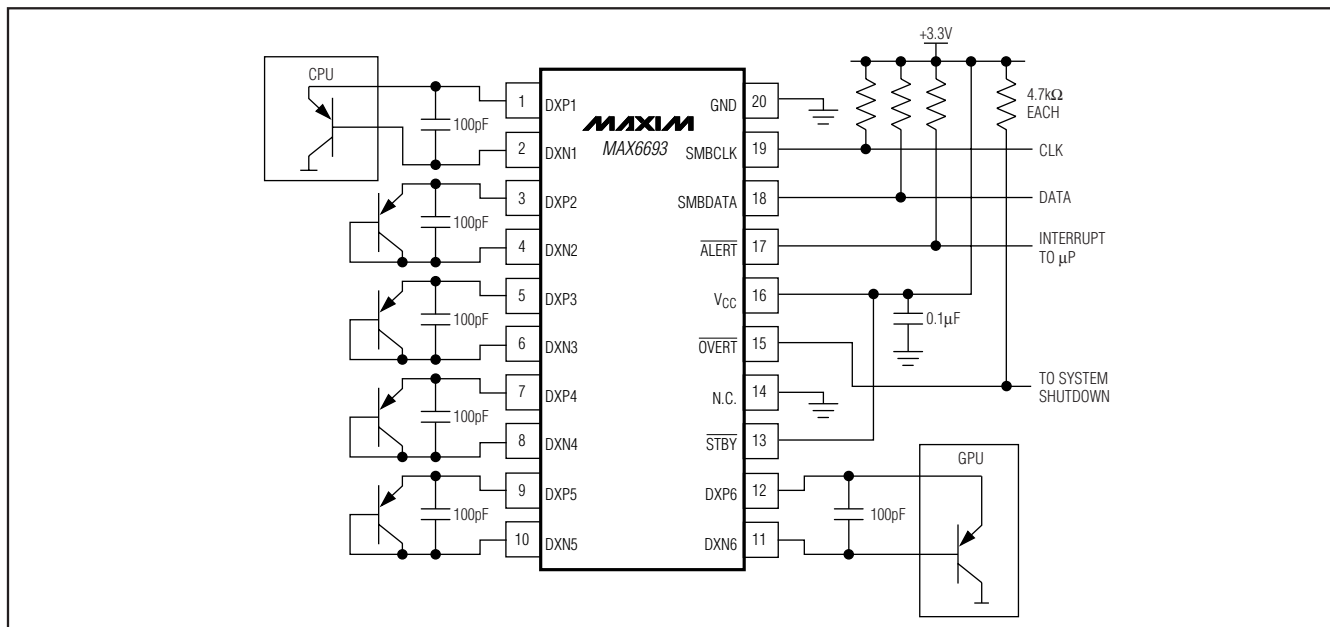 +3.3V
CPU
1 DXP1
100pF
2 DXN1
3 DXP2
100pF
4 DXN2
5 DXP3
100pF
6 DXN3
7 DXP4
100pF
8 DXN4
9 DXP5
100pF
10 DXN5
MAXIM
MAX6693
GND 20
SMBCLK 19
SMBDATA 18
ALERT 17
VCC 16
OVERT 15
N.C. 14
STBY 13
DXP6 12
DXN6 11
4.7kΩ
EACH
CLK
DATA
INTERRUPT
TO μP
0.1μF
TO SYSTEM
SHUTDOWN
100pF
GPU